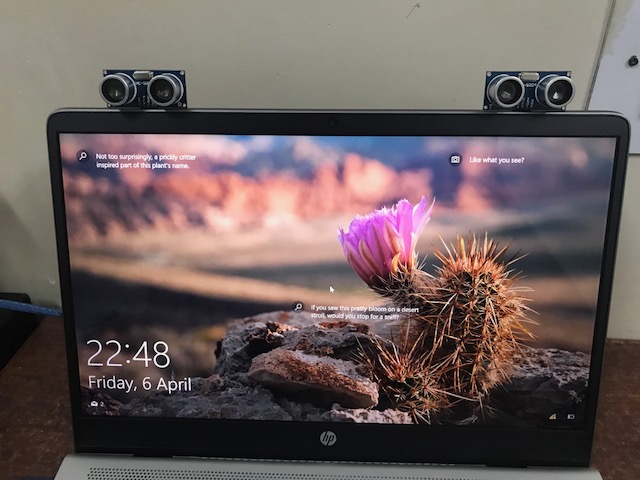 Not too surprisingly, a prickly critter
inspired part of this plant's name.
Like what you see?
If you saw this pretty bloom on a desert
stroll, would you stop for a sniff?
22:48
Friday, 6 April
2
hp